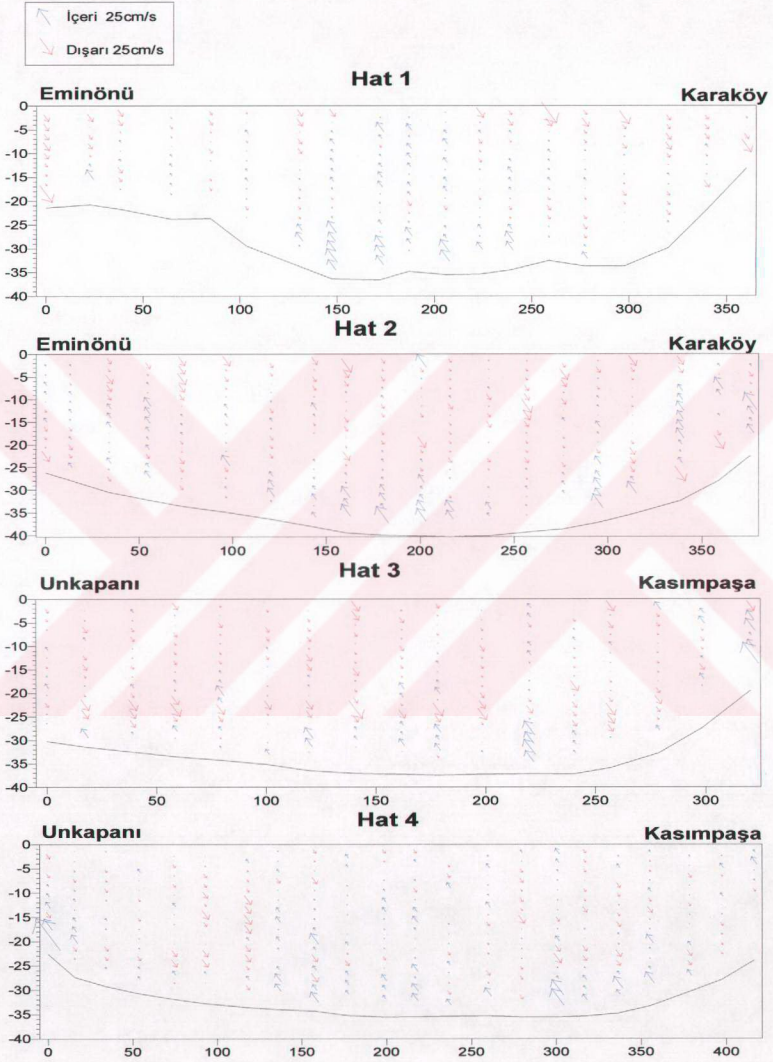 İçeri 25cm/s
Dışarı 25cm/s
Hat 1
Eminönü Karaköy
0
-5
-10
-15
-20
-25
-30
-35
-40
0 50 100 150 200 250 300 350
Hat 2
Eminönü Karaköy
0
-5
-10
-15
-20
-25
-30
-35
-40
0 50 100 150 200 250 300 350
Hat 3
Unkapanı Kasımpaşa
0
-5
-10
-15
-20
-25
-30
-35
-40
0 50 100 150 200 250 300
Hat 4
Unkapanı Kasımpaşa
0
-5
-10
-15
-20
-25
-30
-35
-40
0 50 100 150 200 250 300 350 400